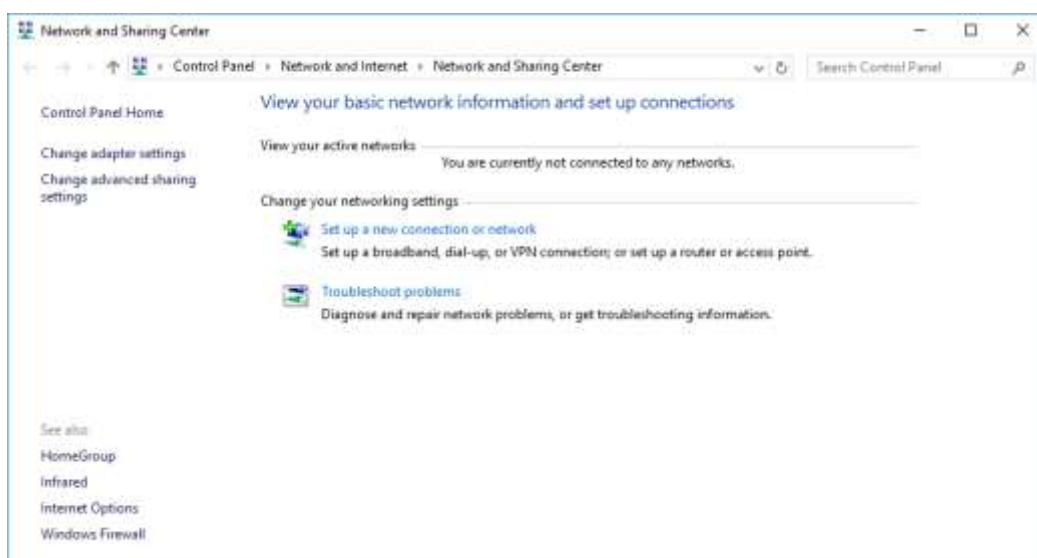 Network and Sharing Center
Control Panel › Network and Internet › Network and Sharing Center
Search Control Panel
Control Panel Home
Change adapter settings
Change advanced sharing
settings
View your basic network information and set up connections
View your active networks
You are currently not connected to any networks.
Change your networking settings
Set up a new connection or network
Set up a broadband, dial-up, or VPN connection; or set up a router or access point.
Troubleshoot problems
Diagnose and repair network problems, or get troubleshooting information.
See also
HomeGroup
Infrared
Internet Options
Windows Firewall